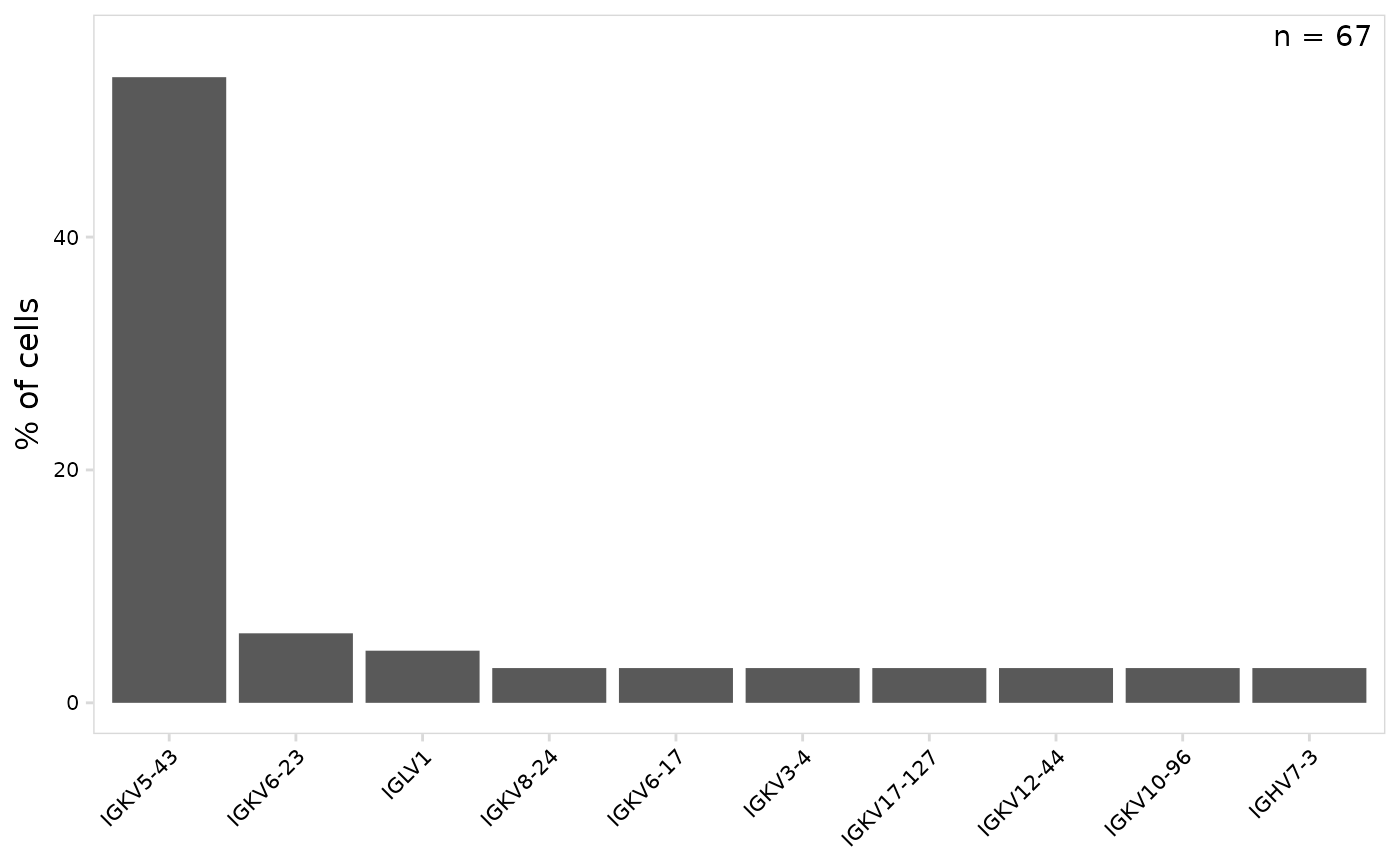 n = 67
% of cells
40
20
0
IGKV5-43
IGKV6-23
IGLV1
IGKV8-24
IGKV6-17
IGKV3-4
IGKV17-127
IGKV12-44
IGKV10-96
IGHV7-3